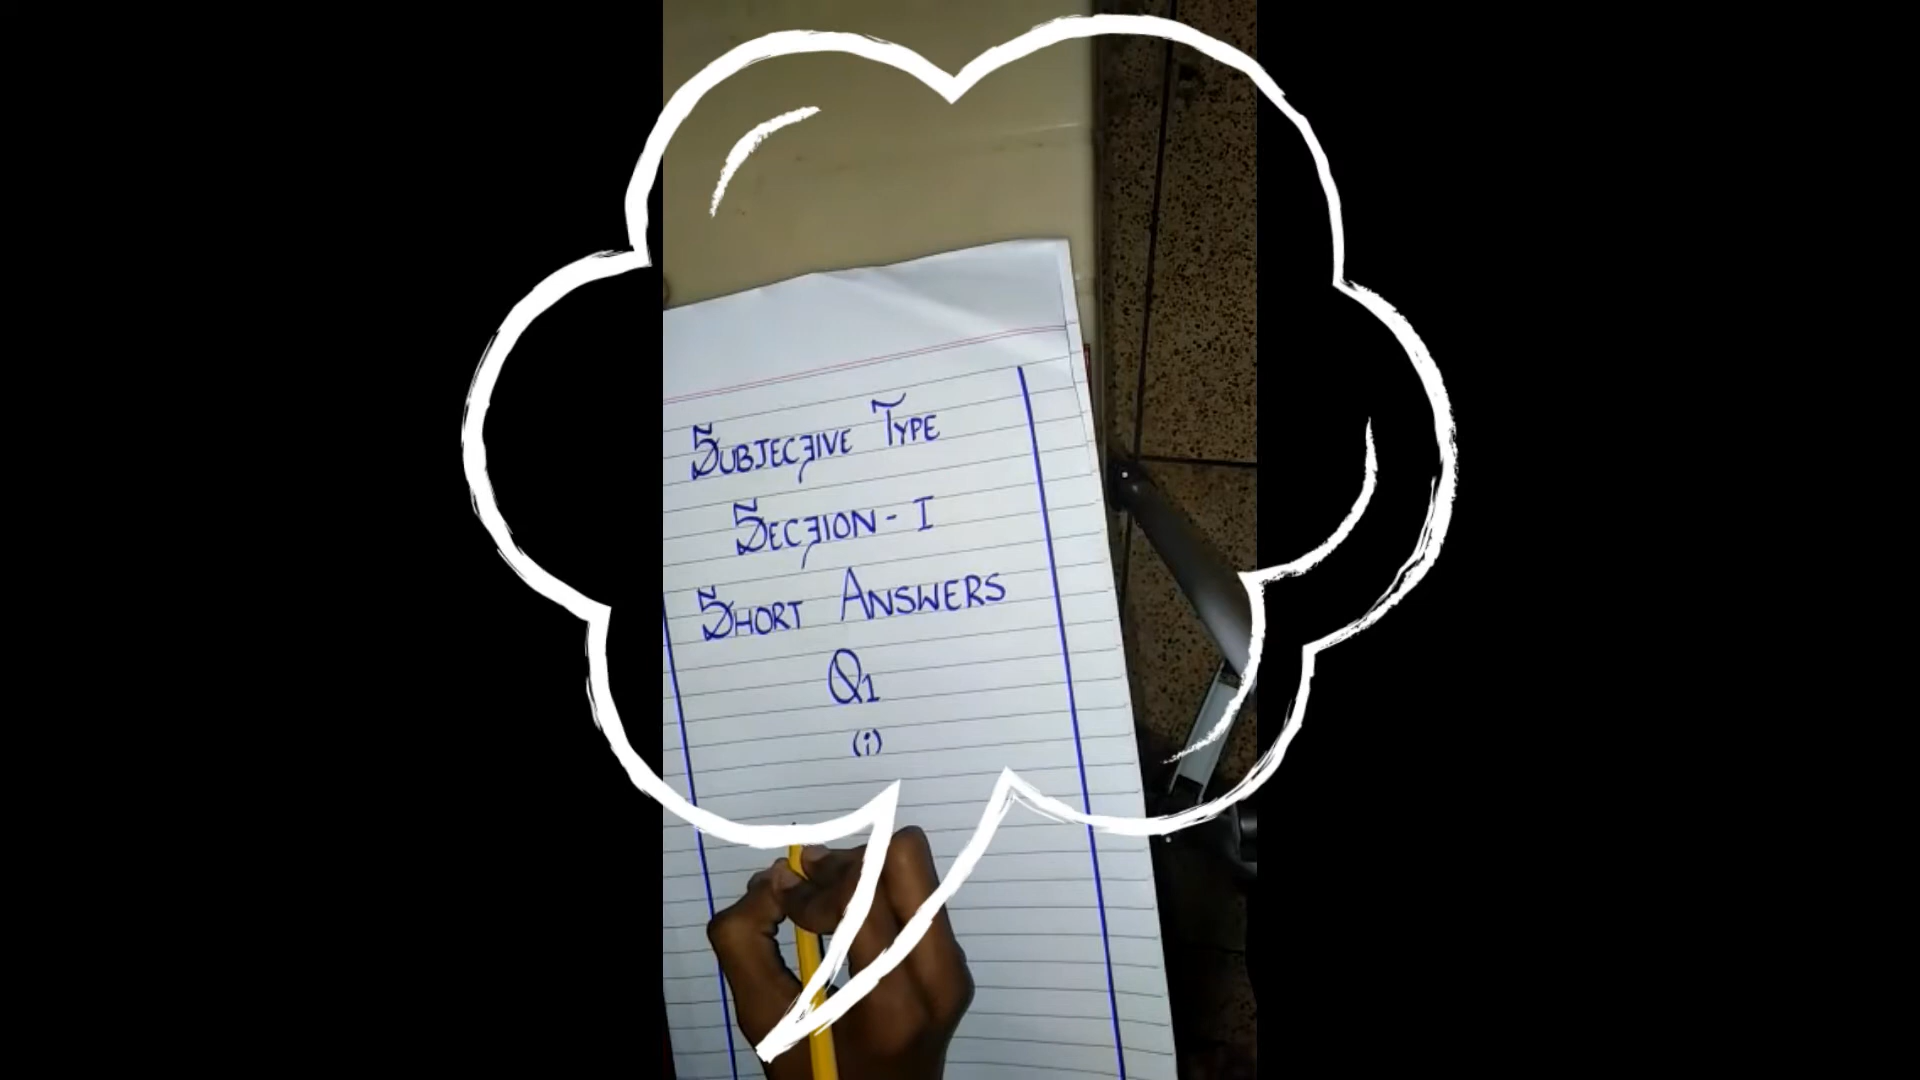 SUBJECTIVE TYPE
SECTION - I
SHORT ANSWERS
Q1
(i)